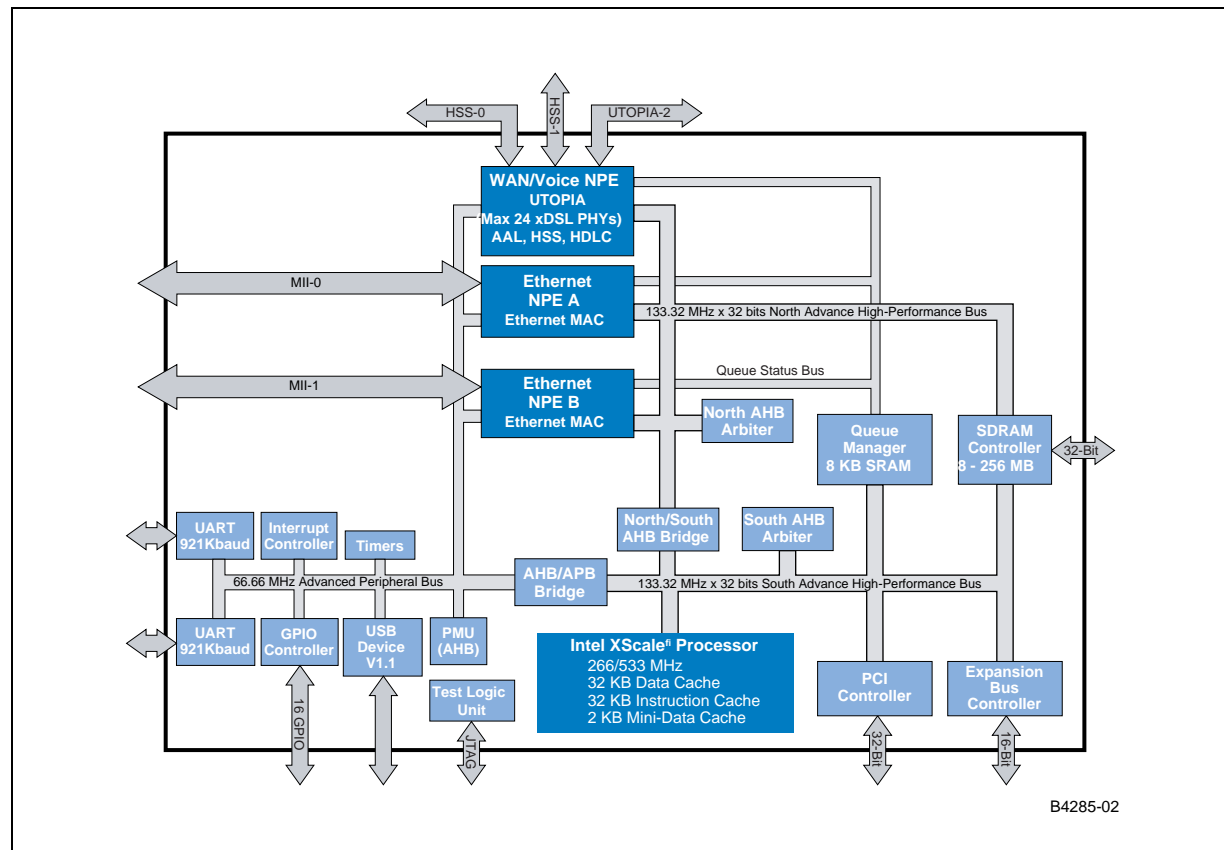 HSS-0
HSS-1
UTOPIA-2
WAN/Voice NPE
UTOPIA
(Max 24 xDSL PHYs)
AAL, HSS, HDLC
MII-0
Ethernet
NPE A
Ethernet MAC
133.32 MHz x 32 bits North Advance High-Performance Bus
MII-1
Ethernet
NPE B
Ethernet MAC
Queue Status Bus
North AHB
Arbiter
Queue
Manager
8 KB SRAM
SDRAM
Controller
8 - 256 MB
32-Bit
UART
921Kbaud
Interrupt
Controller
Timers
North/South
AHB Bridge
South AHB
Arbiter
66.66 MHz Advanced Peripheral Bus
AHB/APB
Bridge
133.32 MHz x 32 bits South Advance High-Performance Bus
UART
921Kbaud
GPIO
Controller
USB
Device
V1.1
PMU
(AHB)
Test Logic
Unit
Intel XScaleﬁ Processor
266/533 MHz
32 KB Data Cache
32 KB Instruction Cache
2 KB Mini-Data Cache
PCI
Controller
Expansion
Bus
Controller
16 GPIO
JTAG
32-Bit
16-Bit
B4285-02